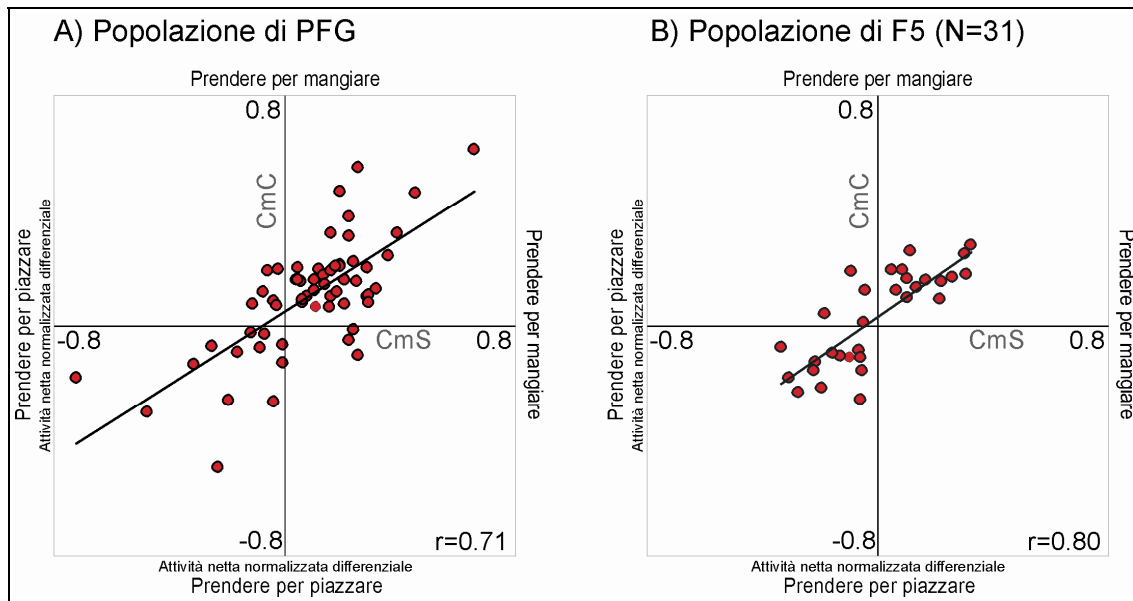 A) Popolazione di PFG
Prendere per mangiare
0.8
CmC
Prendere per piazzare
Attività netta normalizzata differenziale
-0.8
CmS
0.8
Prendere per mangiare
-0.8
r=0.71
Attività netta normalizzata differenziale
Prendere per piazzare
B) Popolazione di F5 (N=31)
Prendere per mangiare
0.8
CmC
Prendere per piazzare
Attività netta normalizzata differenziale
-0.8
CmS
0.8
Prendere per mangiare
-0.8
r=0.80
Attività netta normalizzata differenziale
Prendere per piazzare